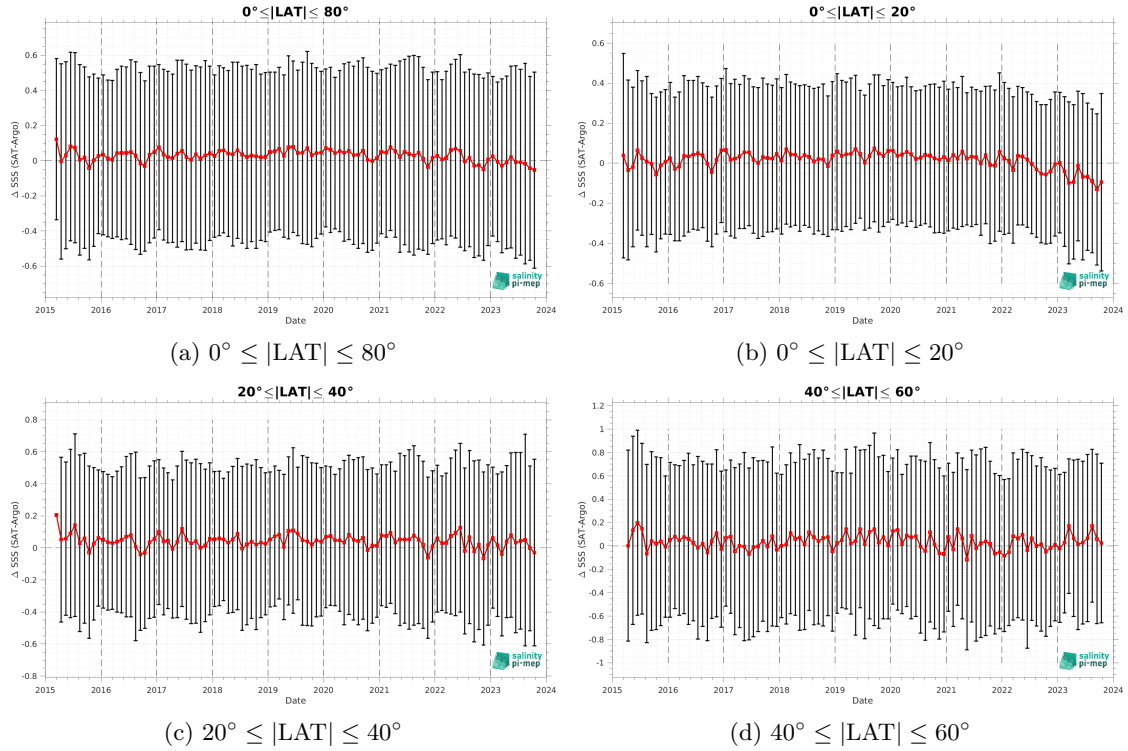 0°≤|LAT|≤ 80°
Δ SSS (SAT-Argo)
0.6
0.4
0.2
0
-0.2
-0.4
-0.6
2015 2016 2017 2018 2019 2020 2021 2022 2023 2024
Date
salinity
pi-mep
(a) 0° ≤ |LAT| ≤ 80°
0°≤|LAT|≤ 20°
Δ SSS (SAT-Argo)
0.6
0.4
0.2
0
-0.2
-0.4
-0.6
2015 2016 2017 2018 2019 2020 2021 2022 2023 2024
Date
salinity
pi-mep
(b) 0° ≤ |LAT| ≤ 20°
20°≤|LAT|≤ 40°
Δ SSS (SAT-Argo)
0.8
0.6
0.4
0.2
0
-0.2
-0.4
-0.6
-0.8
2015 2016 2017 2018 2019 2020 2021 2022 2023 2024
Date
salinity
pi-mep
(c) 20° ≤ |LAT| ≤ 40°
40°≤|LAT|≤ 60°
Δ SSS (SAT-Argo)
1.2
1
0.8
0.6
0.4
0.2
0
-0.2
-0.4
-0.6
-0.8
-1
2015 2016 2017 2018 2019 2020 2021 2022 2023 2024
Date
salinity
pi-mep
(d) 40° ≤ |LAT| ≤ 60°